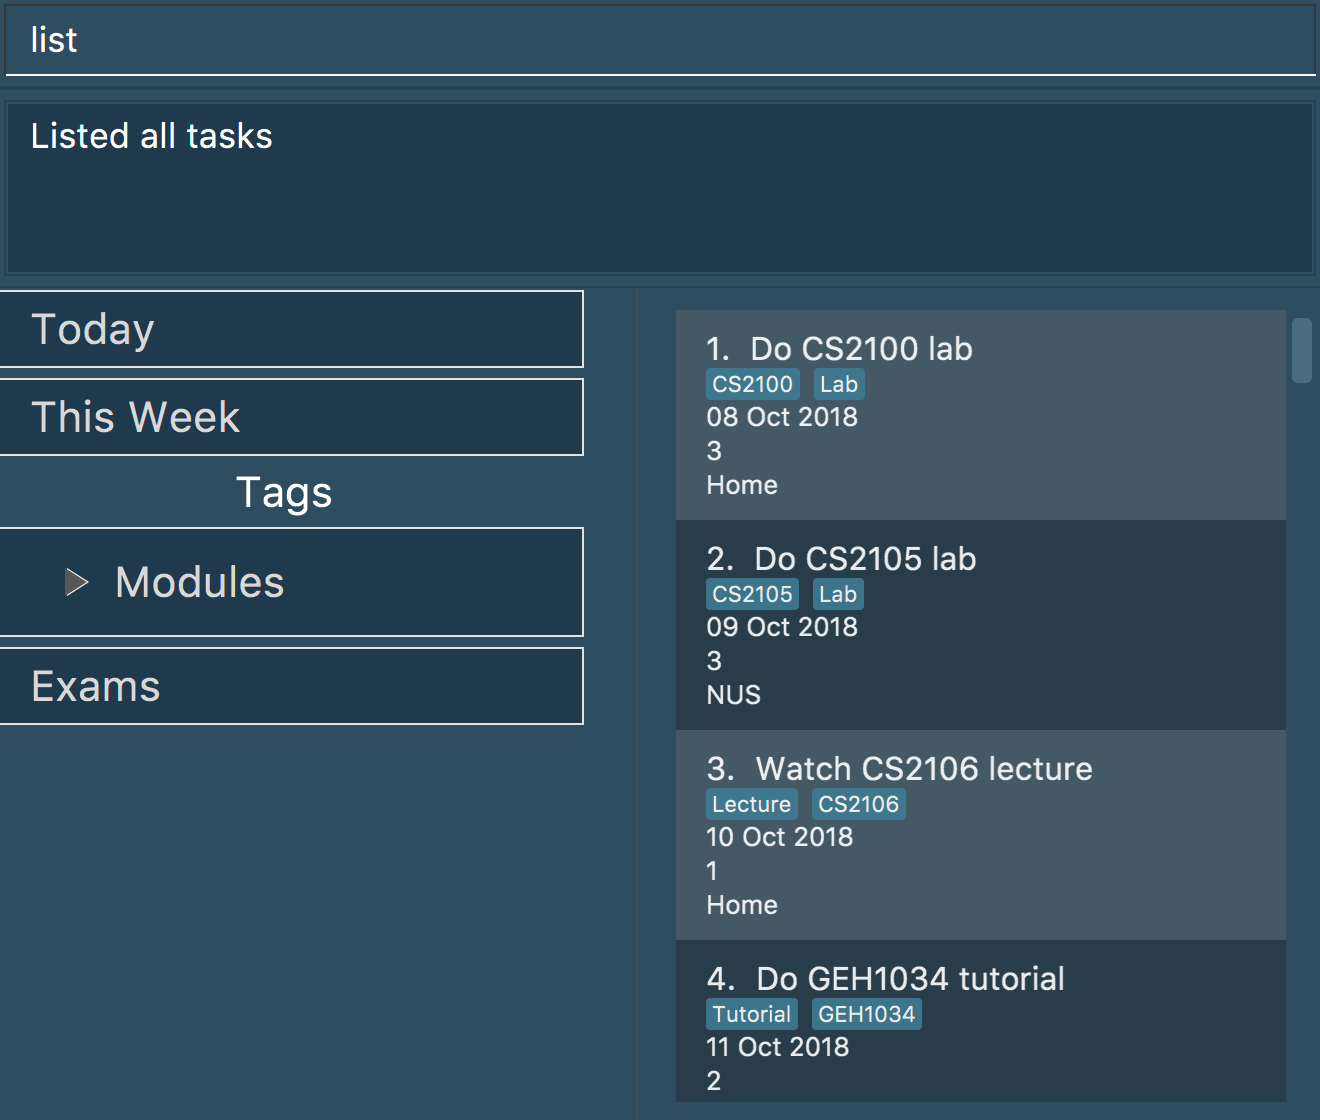 list
Listed all tasks
Today
This Week
Tags
Modules
Exams
1. Do CS2100 lab
CS2100 Lab
08 Oct 2018
3
Home
2. Do CS2105 lab
CS2105 Lab
09 Oct 2018
3
NUS
3. Watch CS2106 lecture
Lecture CS2106
10 Oct 2018
1
Home
4. Do GEH1034 tutorial
Tutorial GEH1034
11 Oct 2018
2